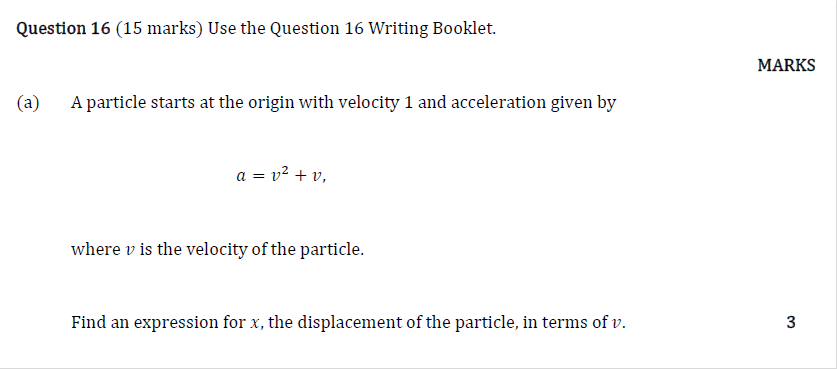 Question 16 (15 marks) Use the Question 16 Writing Booklet.
MARKS
(a) A particle starts at the origin with velocity 1 and acceleration given by
a = v² + v,
where v is the velocity of the particle.
Find an expression for x, the displacement of the particle, in terms of v. 3